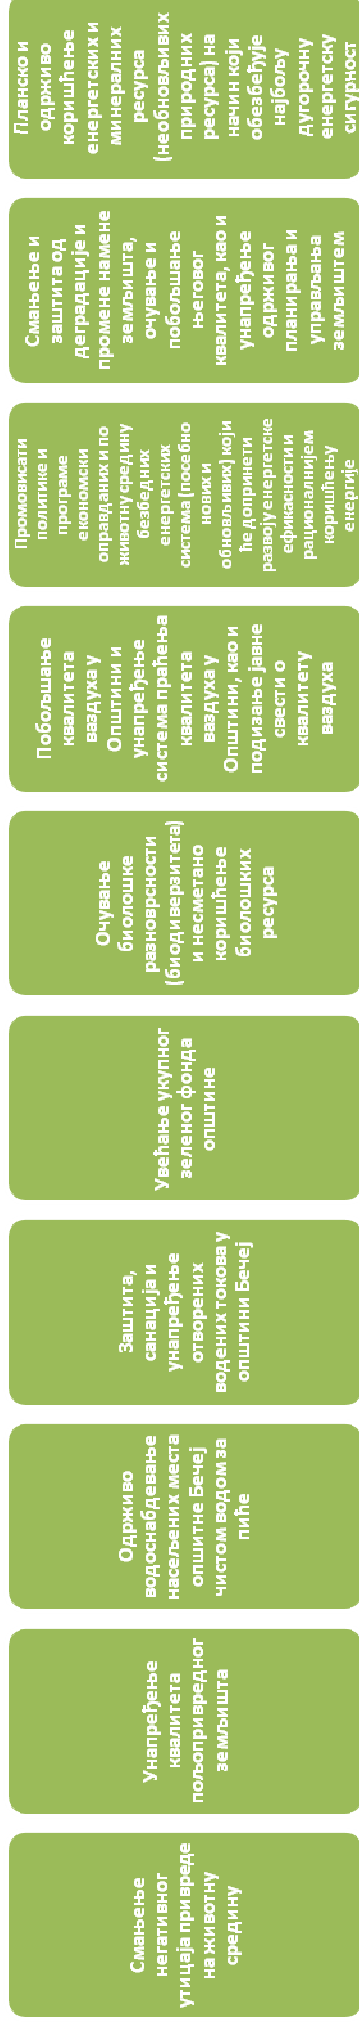 Смањење
негативног
утицаја привреде
на животну
средину
Унапређење
квалитета
пољопривредног
земљишта
Одрживо
водоснабдевање
насељених места
општине Бечеј
чистом водом за
пиће
Заштита,
санација и
унапређење
отворених
водених токова у
општини Бечеј
Увећање укупног
зеленог фонда
општине
Очување
биолошке
разноврсности
(биодиверзитета)
и несметано
коришћење
биолошких
ресурса
Побољшање
квалитета
ваздуха у
Општини и
унапређење
система праћења
квалитета
ваздуха у
Општини, као и
подизање јавне
свести о
квалитету
ваздуха
Промовисати
политике и
програме
економски
оправданих и по
животну средину
безбедних
енергетских
система (посебно
нових и
обновљивих) који
ће допринети
развоју енергетске
ефикасности и
рационалнијем
коришћењу
енергије
Смањење и
заштита од
деградације и
промене намене
земљишта,
очување и
побољшање
његовог
квалитета, као и
унапређење
одрживог
планирања и
управљања
земљиштем
Планско и
одрживо
коришћење
енергетских и
минералних
ресурса
(необновљивих
природних
ресурса) на
начин који
обезбеђује
најбољу
дугорочну
енергетску
сигурност